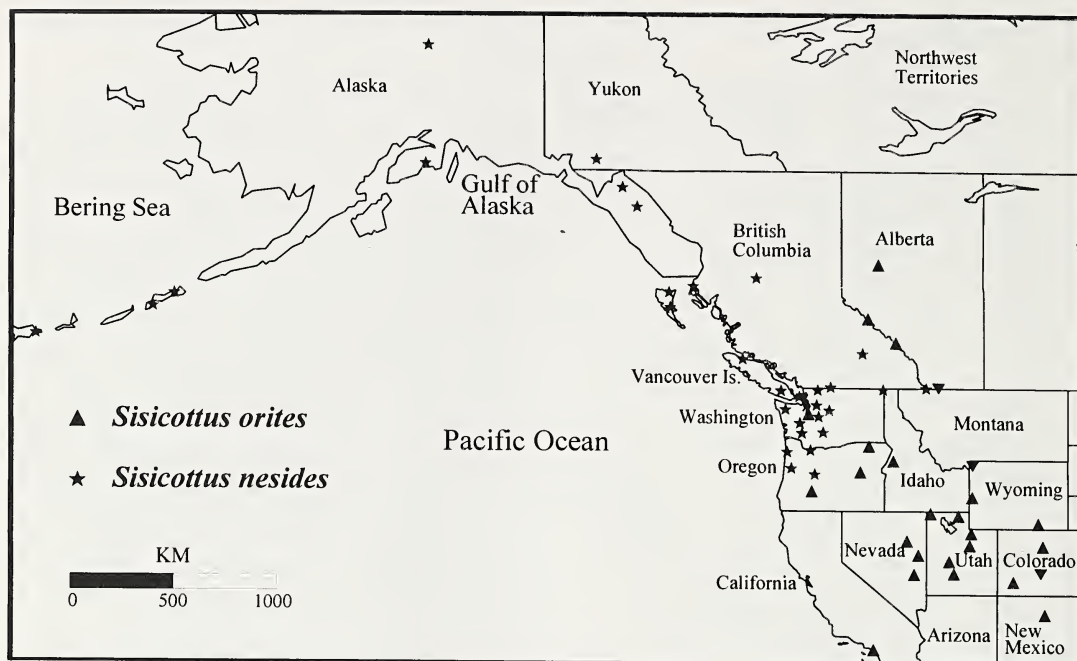 Alaska
Yukon
Northwest
Territories
Bering Sea
Gulf of
Alaska
British
Columbia
Alberta
Vancouver Is.
Washington
Montana
Sisicottus orites
Pacific Ocean
Oregon
Idaho
Wyoming
Sisicottus nesides
KM
Nevada
Utah
Colorado
California
0 500 1000
Arizona
New
Mexico